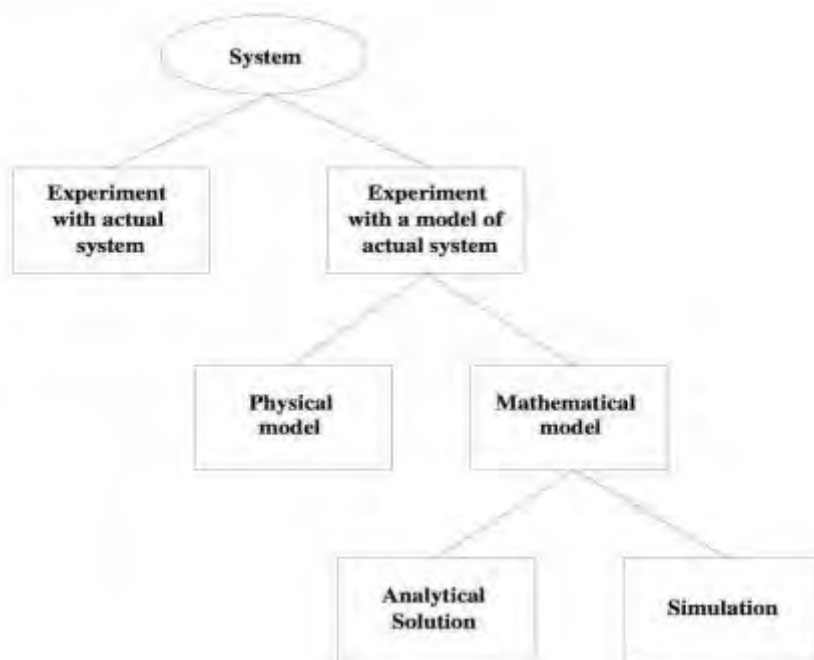 System
Experiment
with actual
system
Experiment
with a model of
actual system
Physical
model
Mathematical
model
Analytical
Solution
Simulation